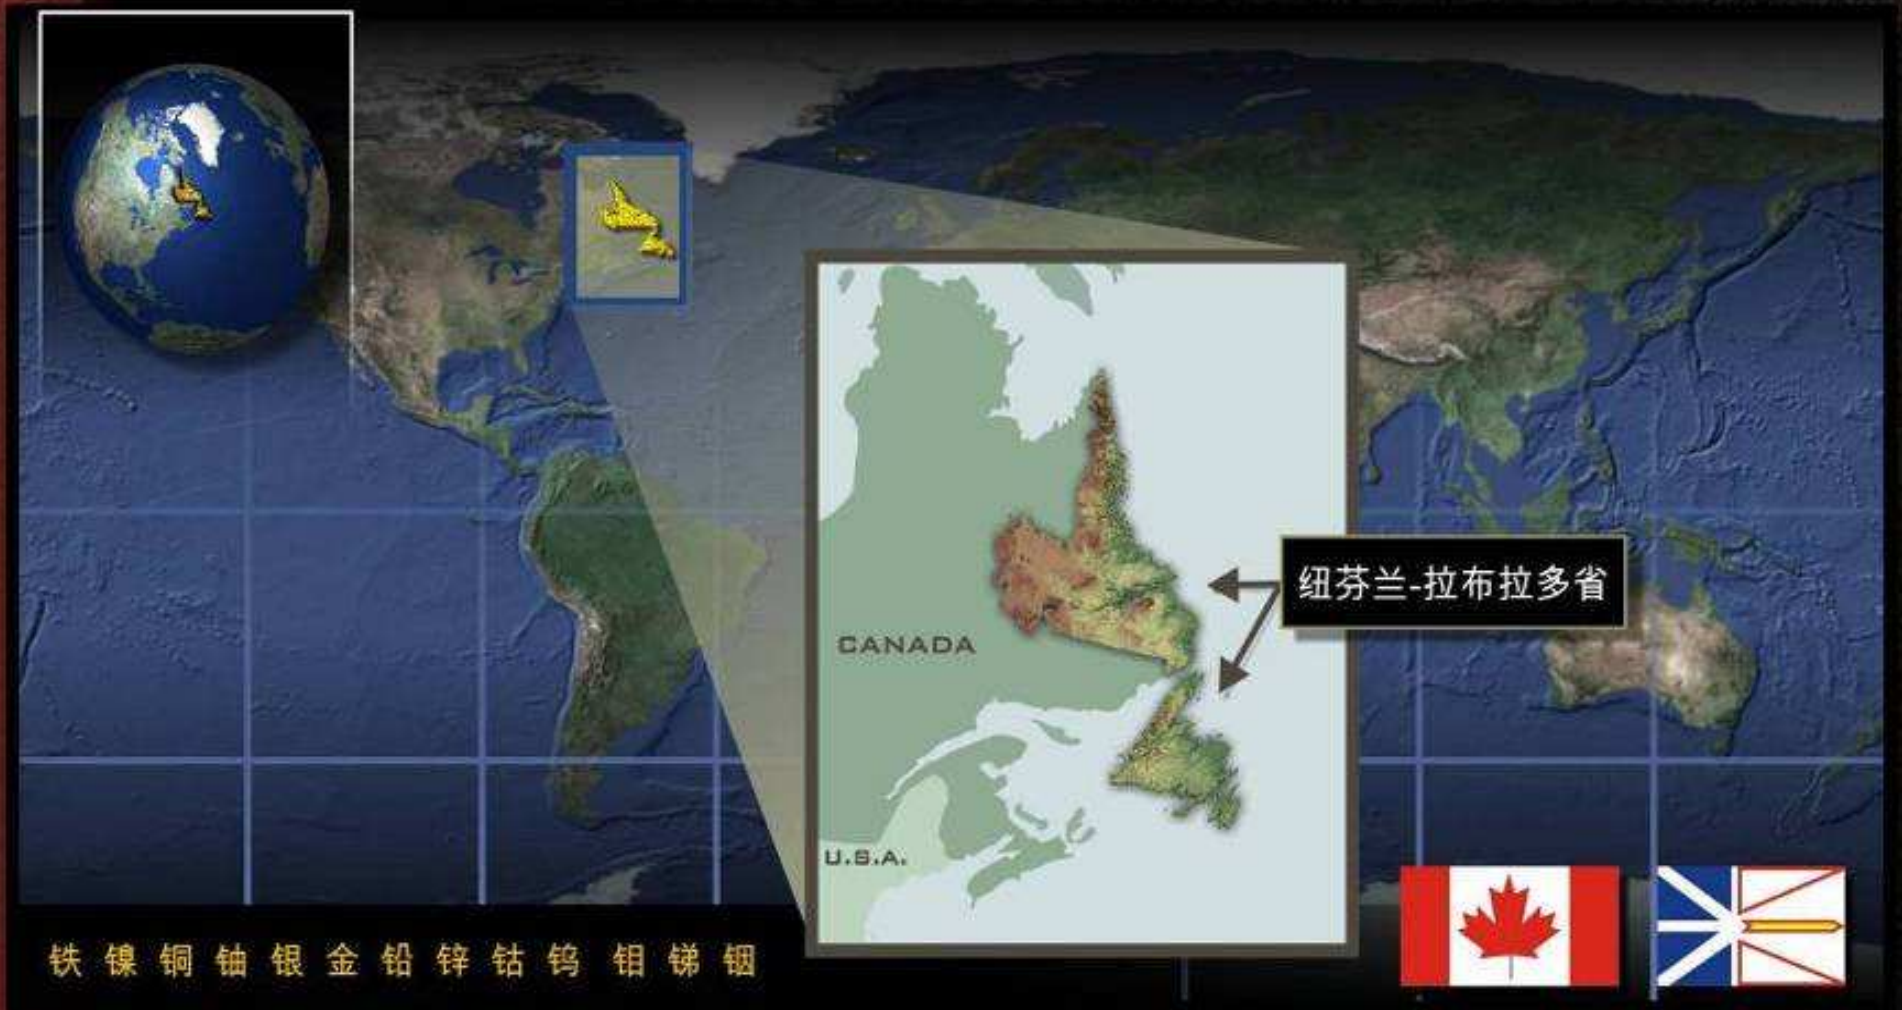 纽芬兰-拉布拉多省
CANADA
U.S.A.
铁 镍 铜 铀 银 金 铅 锌 钴 钨 钼 锑 铟